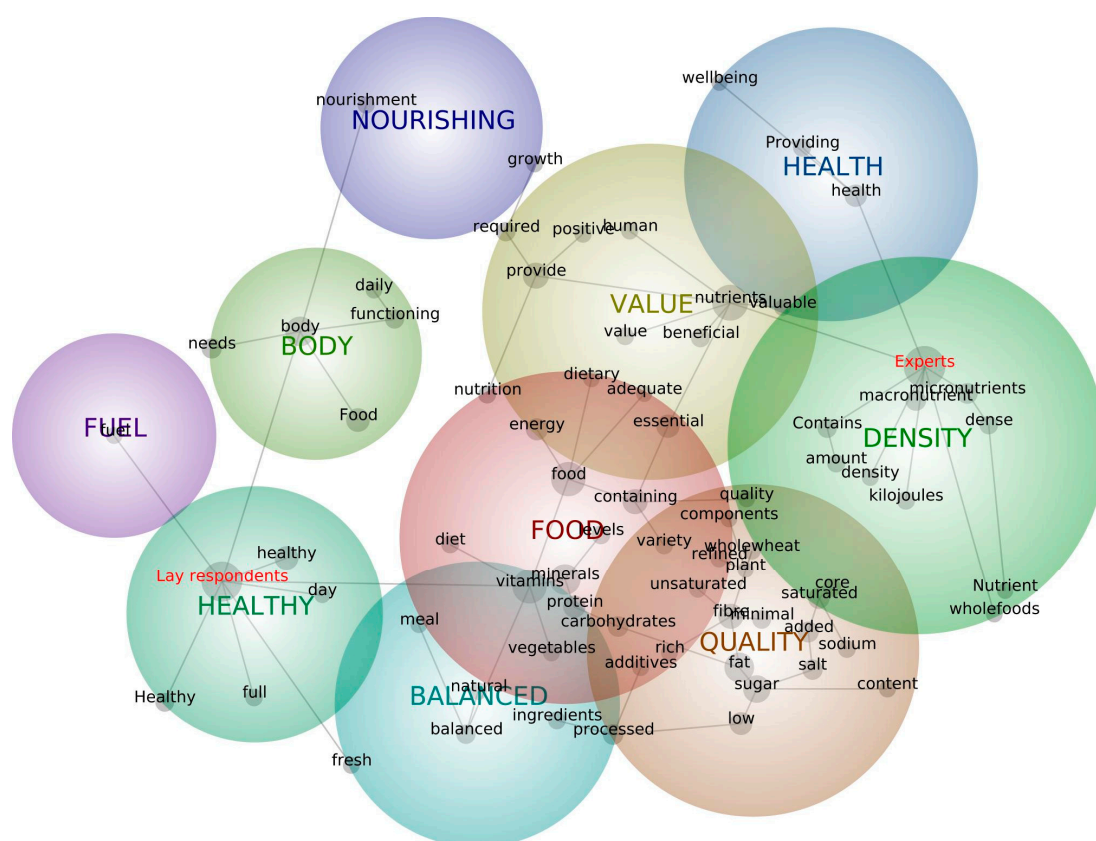 wellbeing
nourishment
NOURISHING
Providing
HEALTH
growth
health
required
positive
human
provide
daily
nutrients
valuable
VALUE
functioning
body
value
beneficial
needs
BODY
Experts
dietary
micronutrients
nutrition
adequate
macronutrient
Food
energy
essential
Contains
dense
FUEL
fuel
DENSITY
amount
density
food
containing
quality
kilojoules
components
FOOD
levels
diet
variety
wholewheat
refined
healthy
plant
Lay respondents
vitamins
minerals
unsaturated
core
saturated
Nutrient
day
HEALTHY
protein
wholefoods
meal
carbohydrates
fibre
minimal
added
vegetables
rich
QUALITY
sodium
additives
fat
salt
Healthy
full
natural
BALANCED
sugar
content
balanced
ingredients
processed
low
fresh